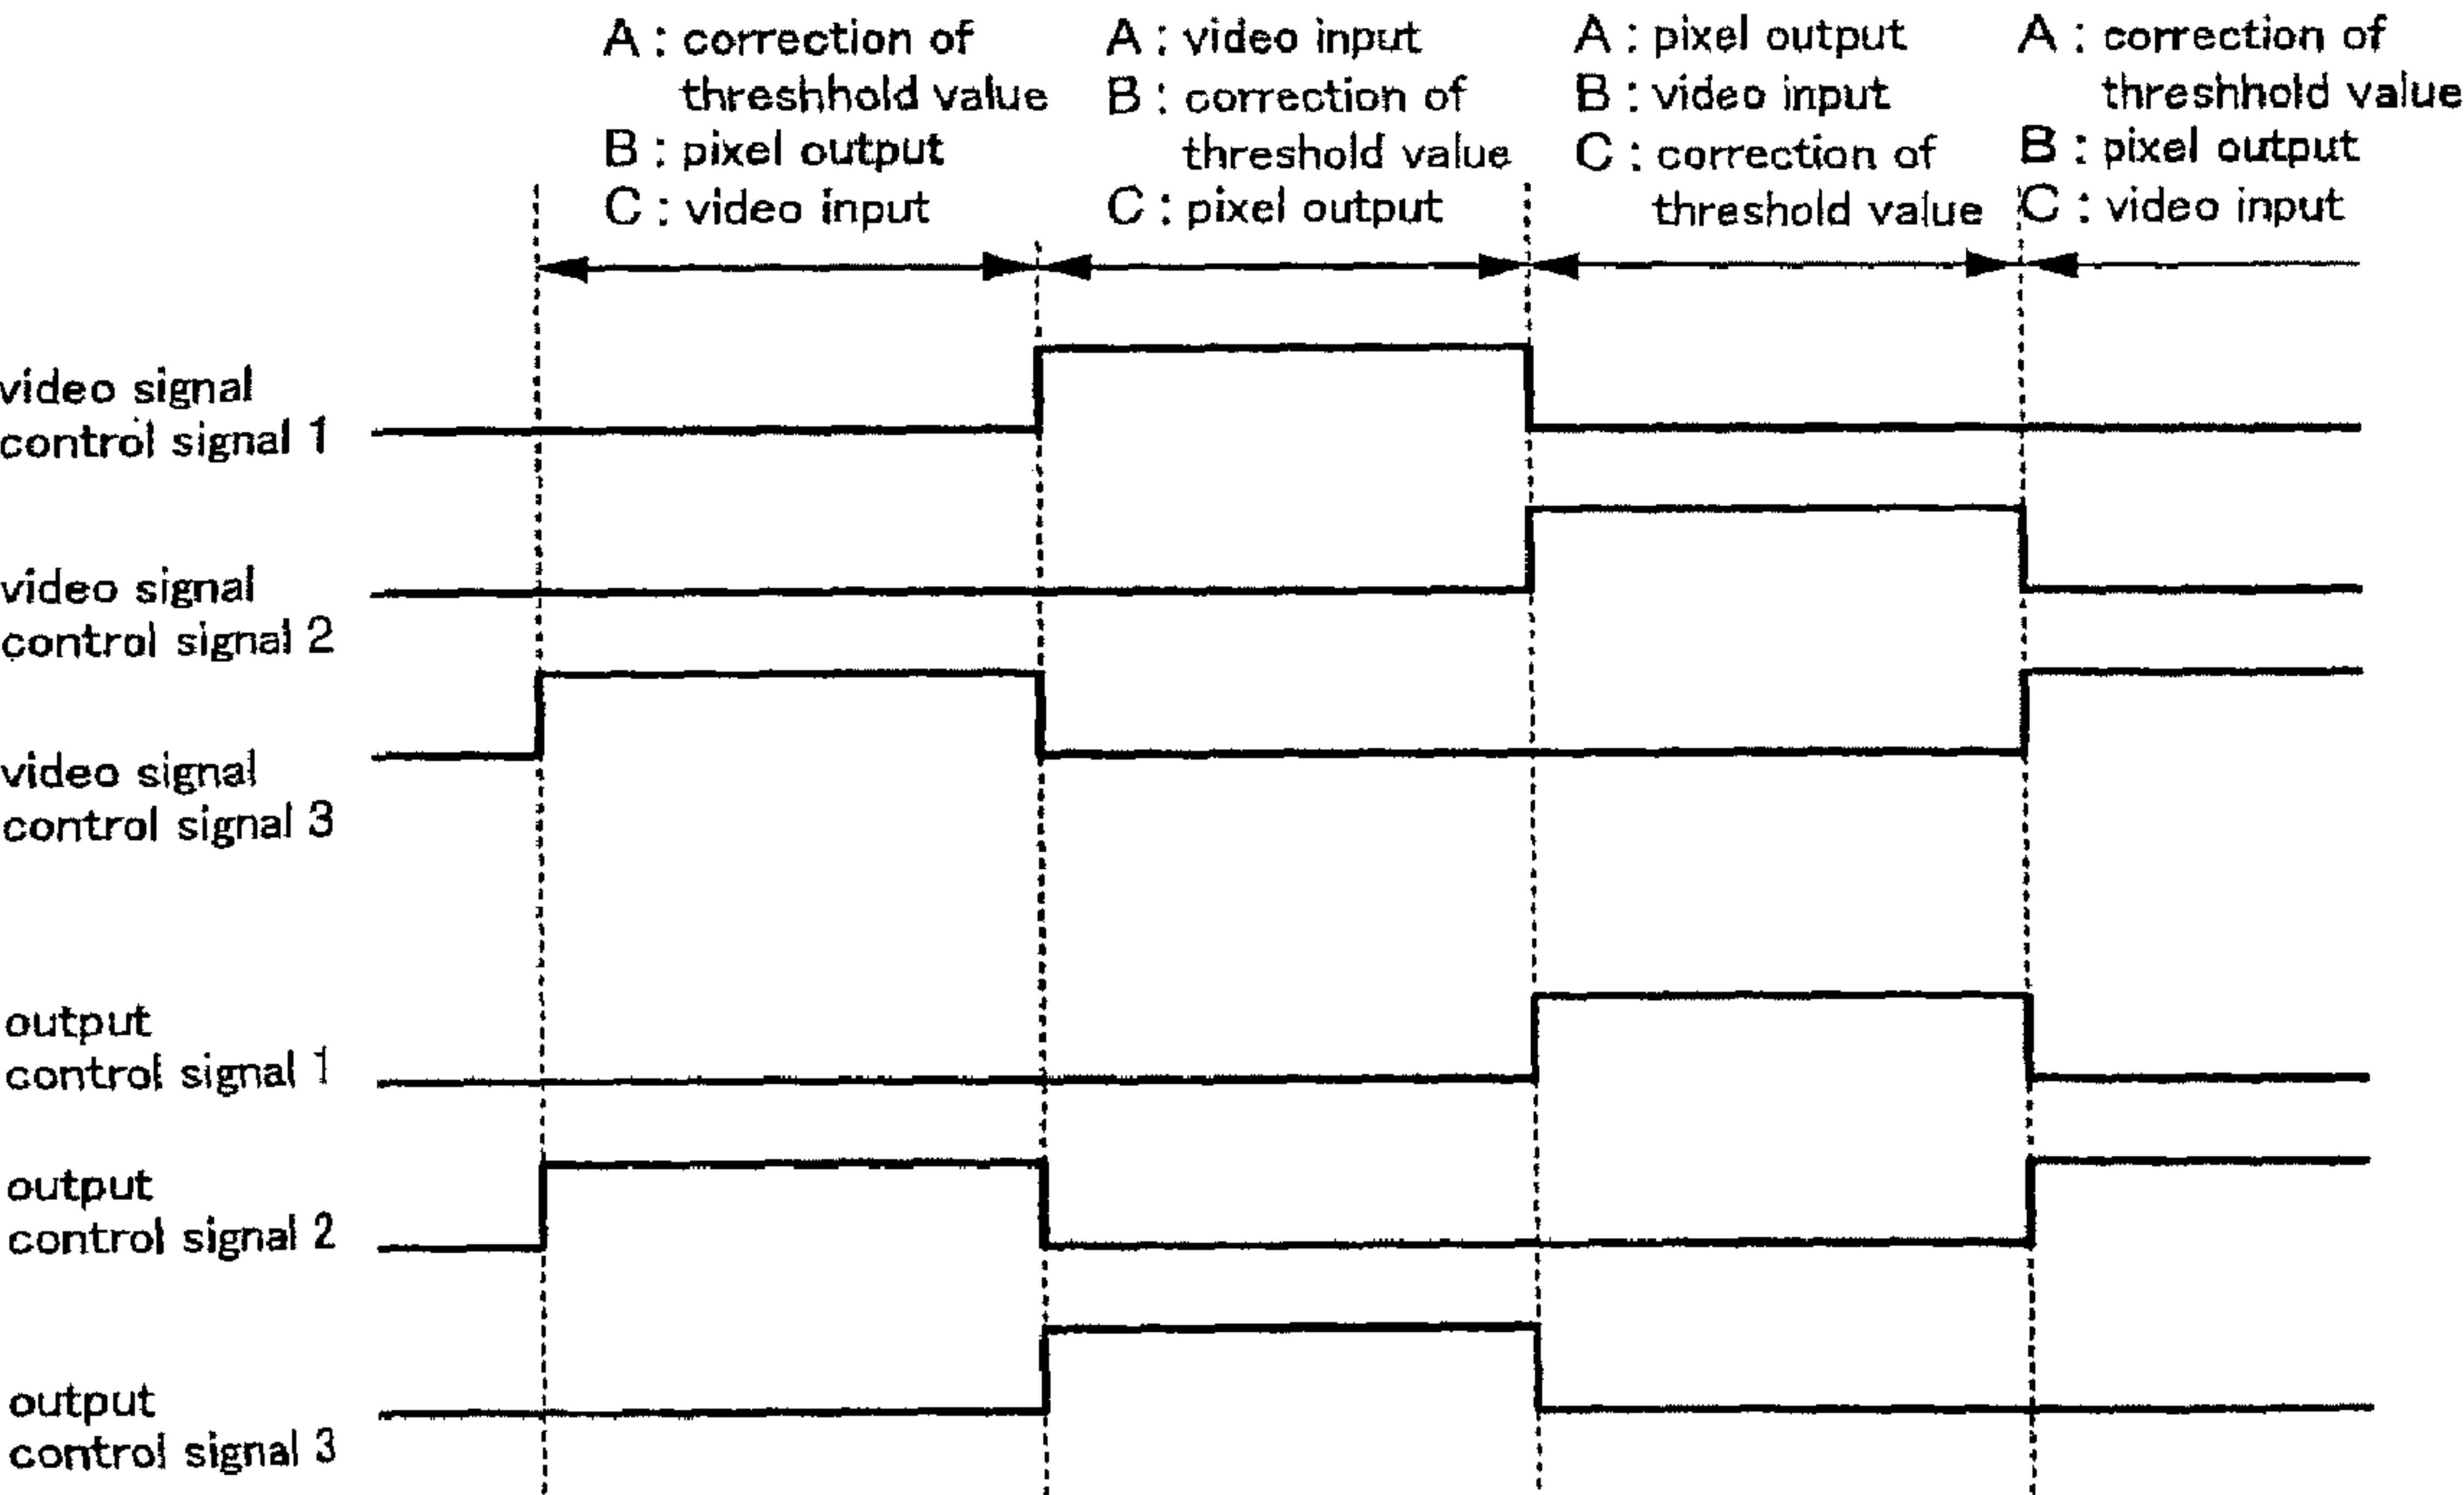 A : correction of
threshhold value
B : pixel output
C : video input
A : video input
B : correction of
threshold value
C : pixel output
A : pixel output
B : video input
C : correction of
threshold value
A : correction of
threshhold value
B : pixel output
C : video input
video signal
control signal 1
video signal
control signal 2
video signal
control signal 3
output
control signal 1
output
control signal 2
output
control signal 3